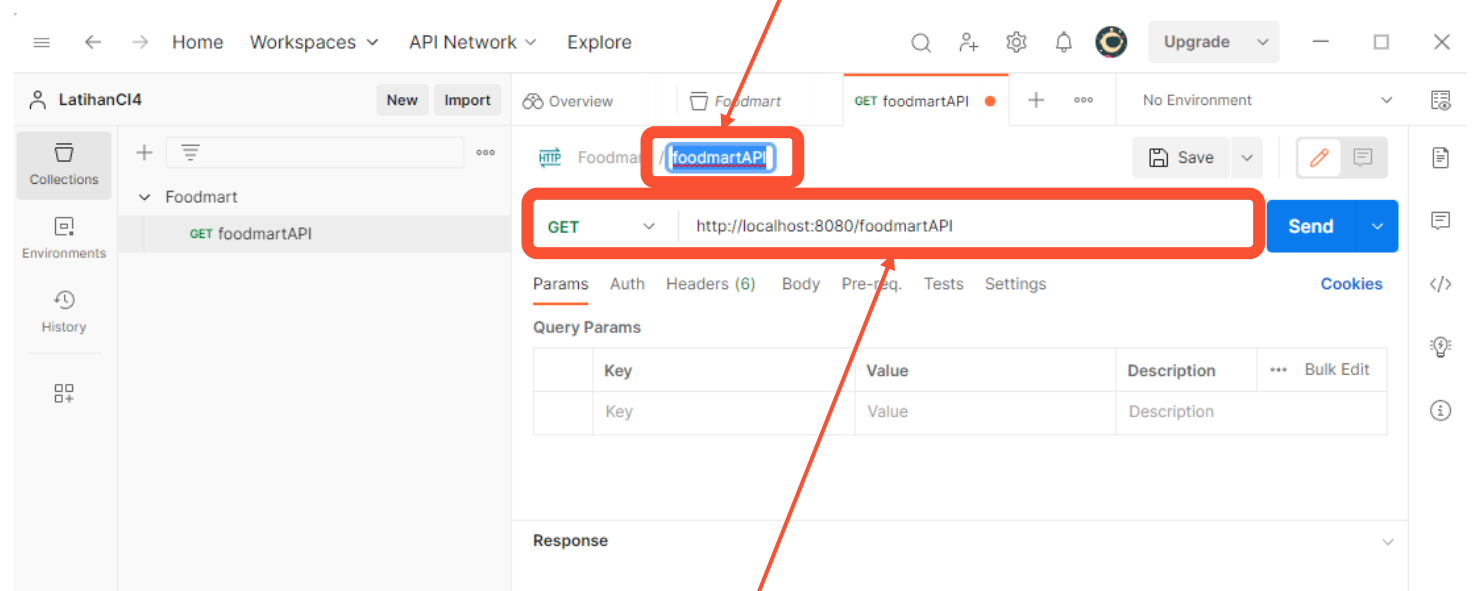 Home Workspaces API Network Explore Upgrade
LatihanCI4 New Import Overview Foodmart GET foodmartAPI No Environment
Collections
HTTP / foodmartAPI Save
Foodmart
GET foodmartAPI
GET http://localhost:8080/foodmartAPI Send
Environments
Params Auth Headers (6) Body Pre-req. Tests Settings Cookies
History
Query Params
Key Value Description Bulk Edit
Key Value Description
Response